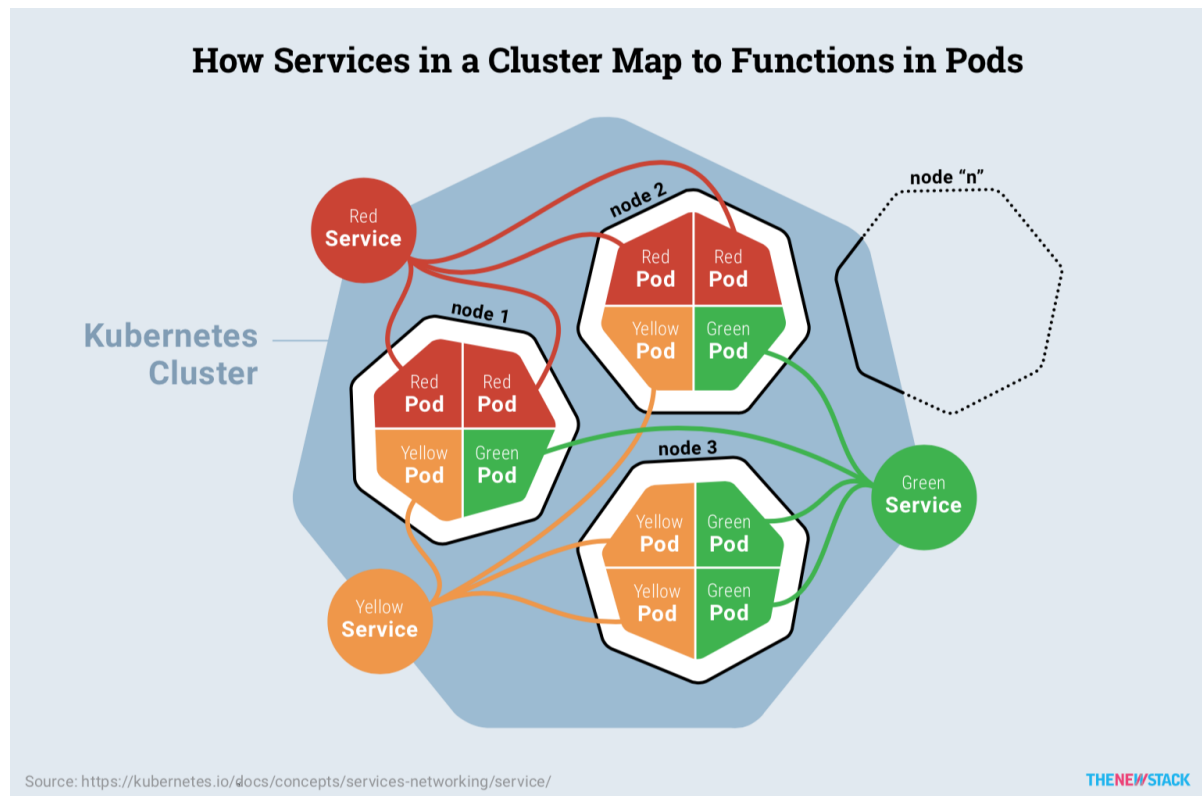 How Services in a Cluster Map to Functions in Pods
node “n”
node 2
Red
Service
Red
Pod
Red
Pod
Yellow
Pod
Green
Pod
node 1
Kubernetes
Cluster
Red
Pod
Red
Pod
Yellow
Pod
Green
Pod
node 3
Green
Service
Yellow
Pod
Green
Pod
Yellow
Pod
Green
Pod
Yellow
Service
Source: https://kubernetes.io/docs/concepts/services-networking/service/
THENEWSTACK